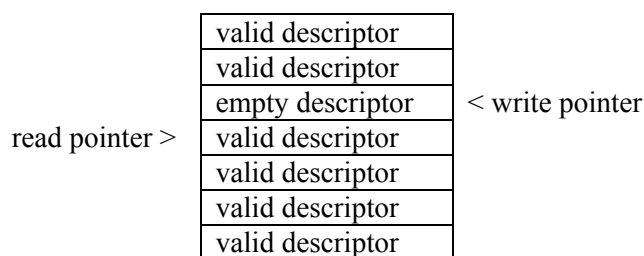 valid descriptor
valid descriptor
empty descriptor < write pointer
read pointer > valid descriptor
valid descriptor
valid descriptor
valid descriptor